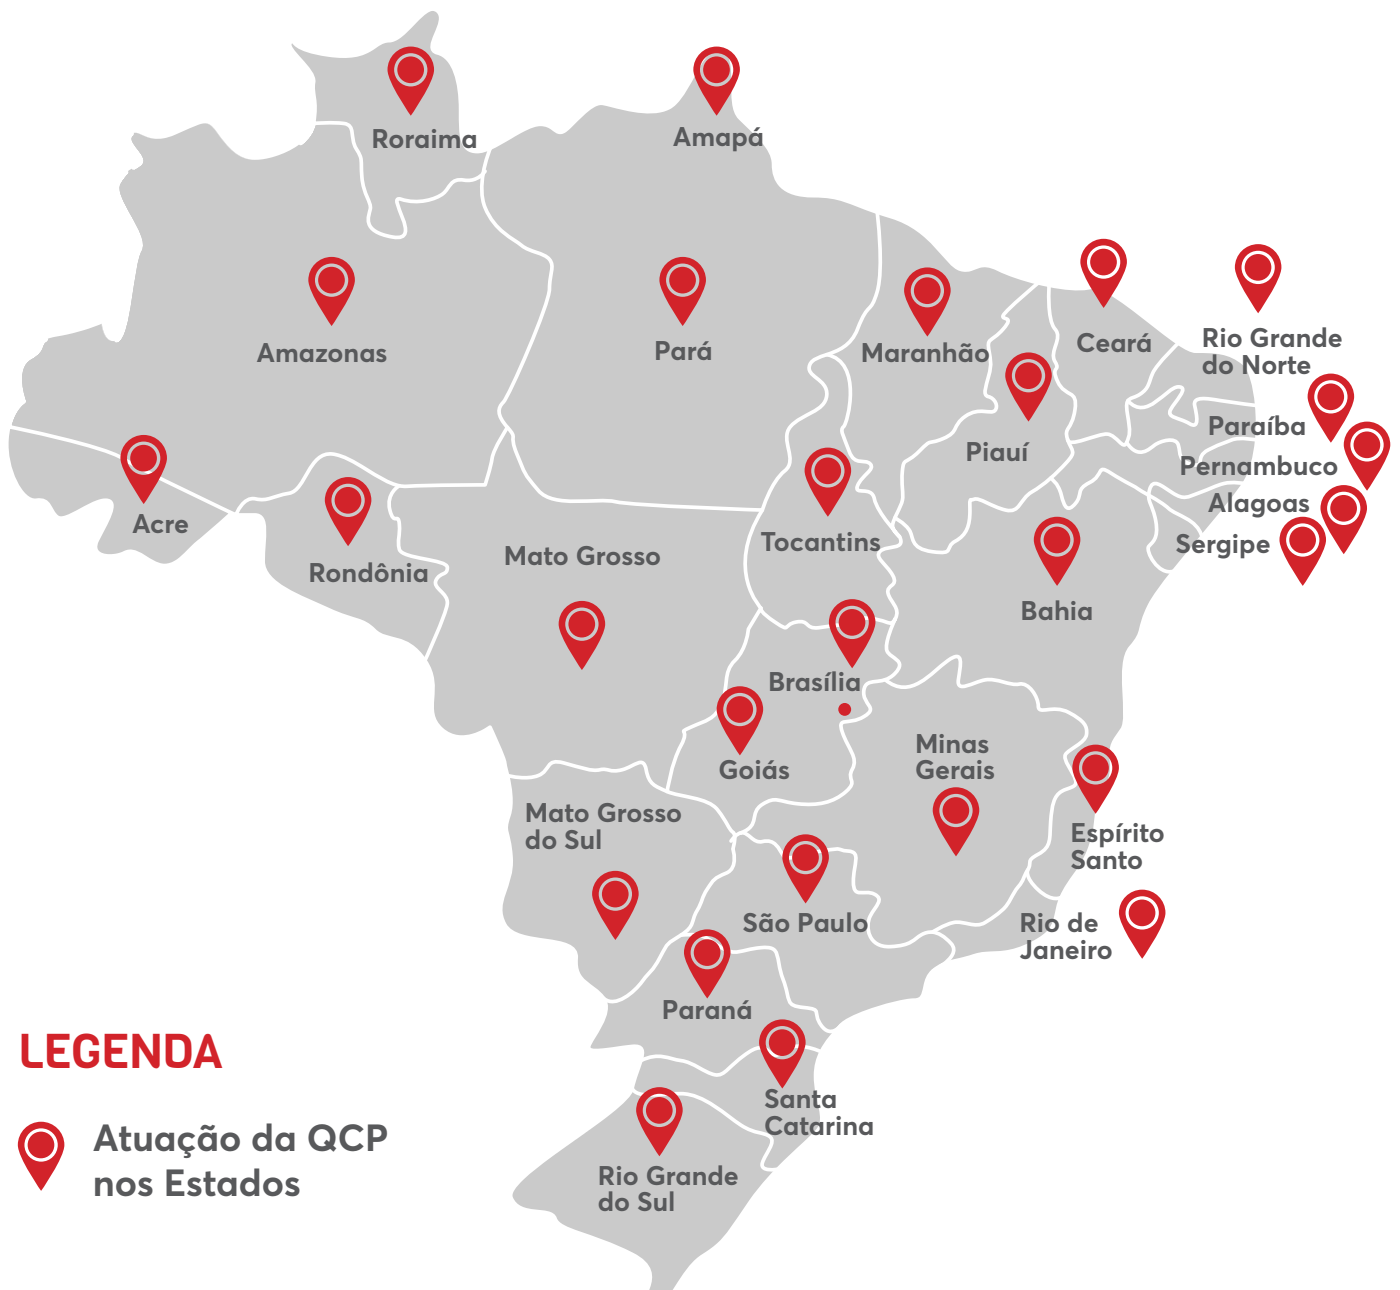 Roraima
Amapá
Amazonas
Pará
Maranhão
Ceará
Rio Grande
do Norte
Piauí
Paraíba
Pernambuco
Alagoas
Sergipe
Acre
Rondônia
Mato Grosso
Tocantins
Bahia
Brasília
Goiás
Minas
Gerais
Mato Grosso
do Sul
Espírito
Santo
São Paulo
Rio de
Janeiro
Paraná
Santa
Catarina
Rio Grande
do Sul
LEGENDA
Atuação da QCP
nos Estados